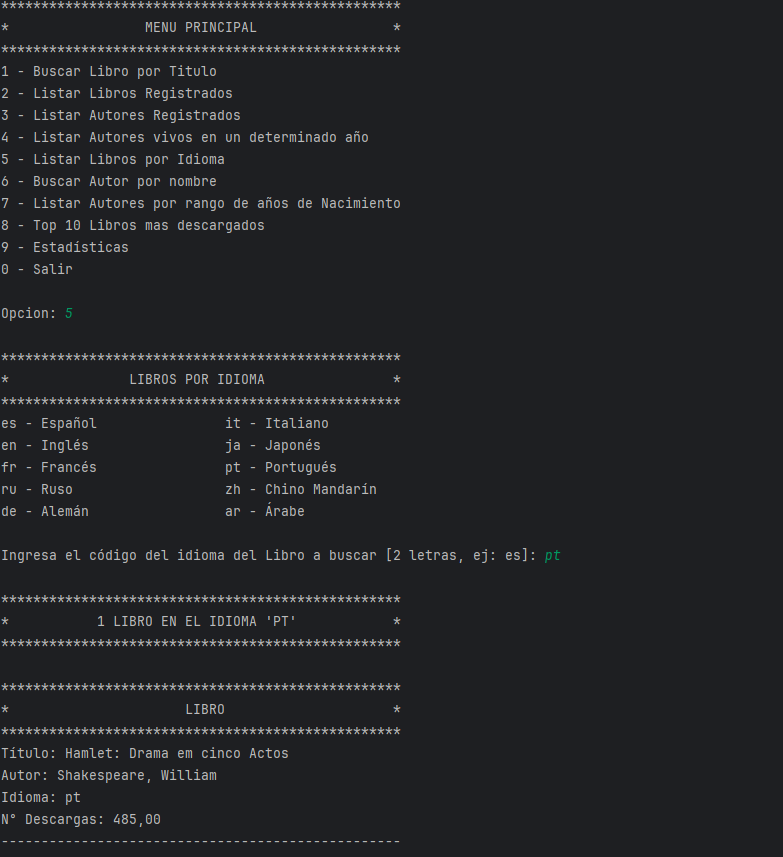 **************************************************
*                 MENU PRINCIPAL                 *
**************************************************
1 - Buscar Libro por Titulo
2 - Listar Libros Registrados
3 - Listar Autores Registrados
4 - Listar Autores vivos en un determinado año
5 - Listar Libros por Idioma
6 - Buscar Autor por nombre
7 - Listar Autores por rango de años de Nacimiento
8 - Top 10 Libros mas descargados
9 - Estadísticas
0 - Salir

Opcion: 5

**************************************************
*               LIBROS POR IDIOMA                *
**************************************************
es - Español                it - Italiano
en - Inglés                 ja - Japonés
fr - Francés                pt - Portugués
ru - Ruso                   zh - Chino Mandarín
de - Alemán                 ar - Árabe

Ingresa el código del idioma del Libro a buscar [2 letras, ej: es]: pt

**************************************************
*           1 LIBRO EN EL IDIOMA 'PT'            *
**************************************************

**************************************************
*                      LIBRO                     *
**************************************************
Título: Hamlet: Drama em cinco Actos
Autor: Shakespeare, William
Idioma: pt
N° Descargas: 485,00
--------------------------------------------------